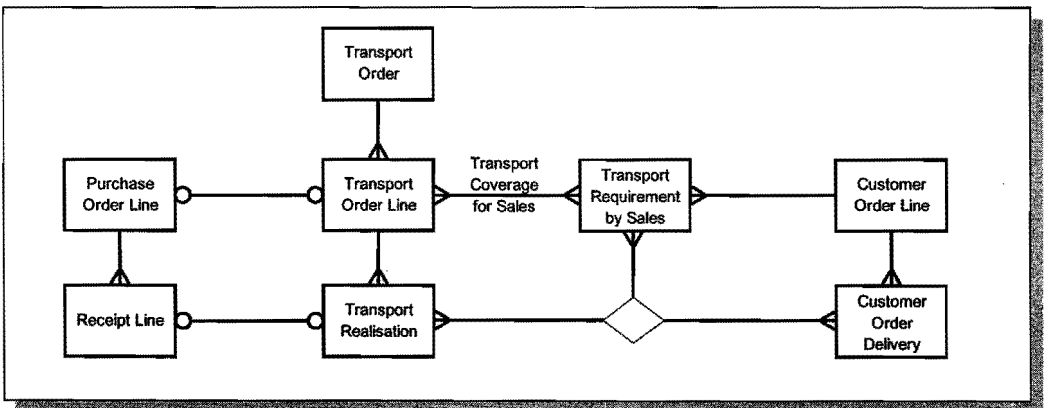 Transport
Order
Purchase
Order Line
Transport
Order Line
Transport
Coverage
for Sales
Transport
Requirement
by Sales
Customer
Order Line
Receipt Line
Transport
Realisation
Customer
Order
Delivery